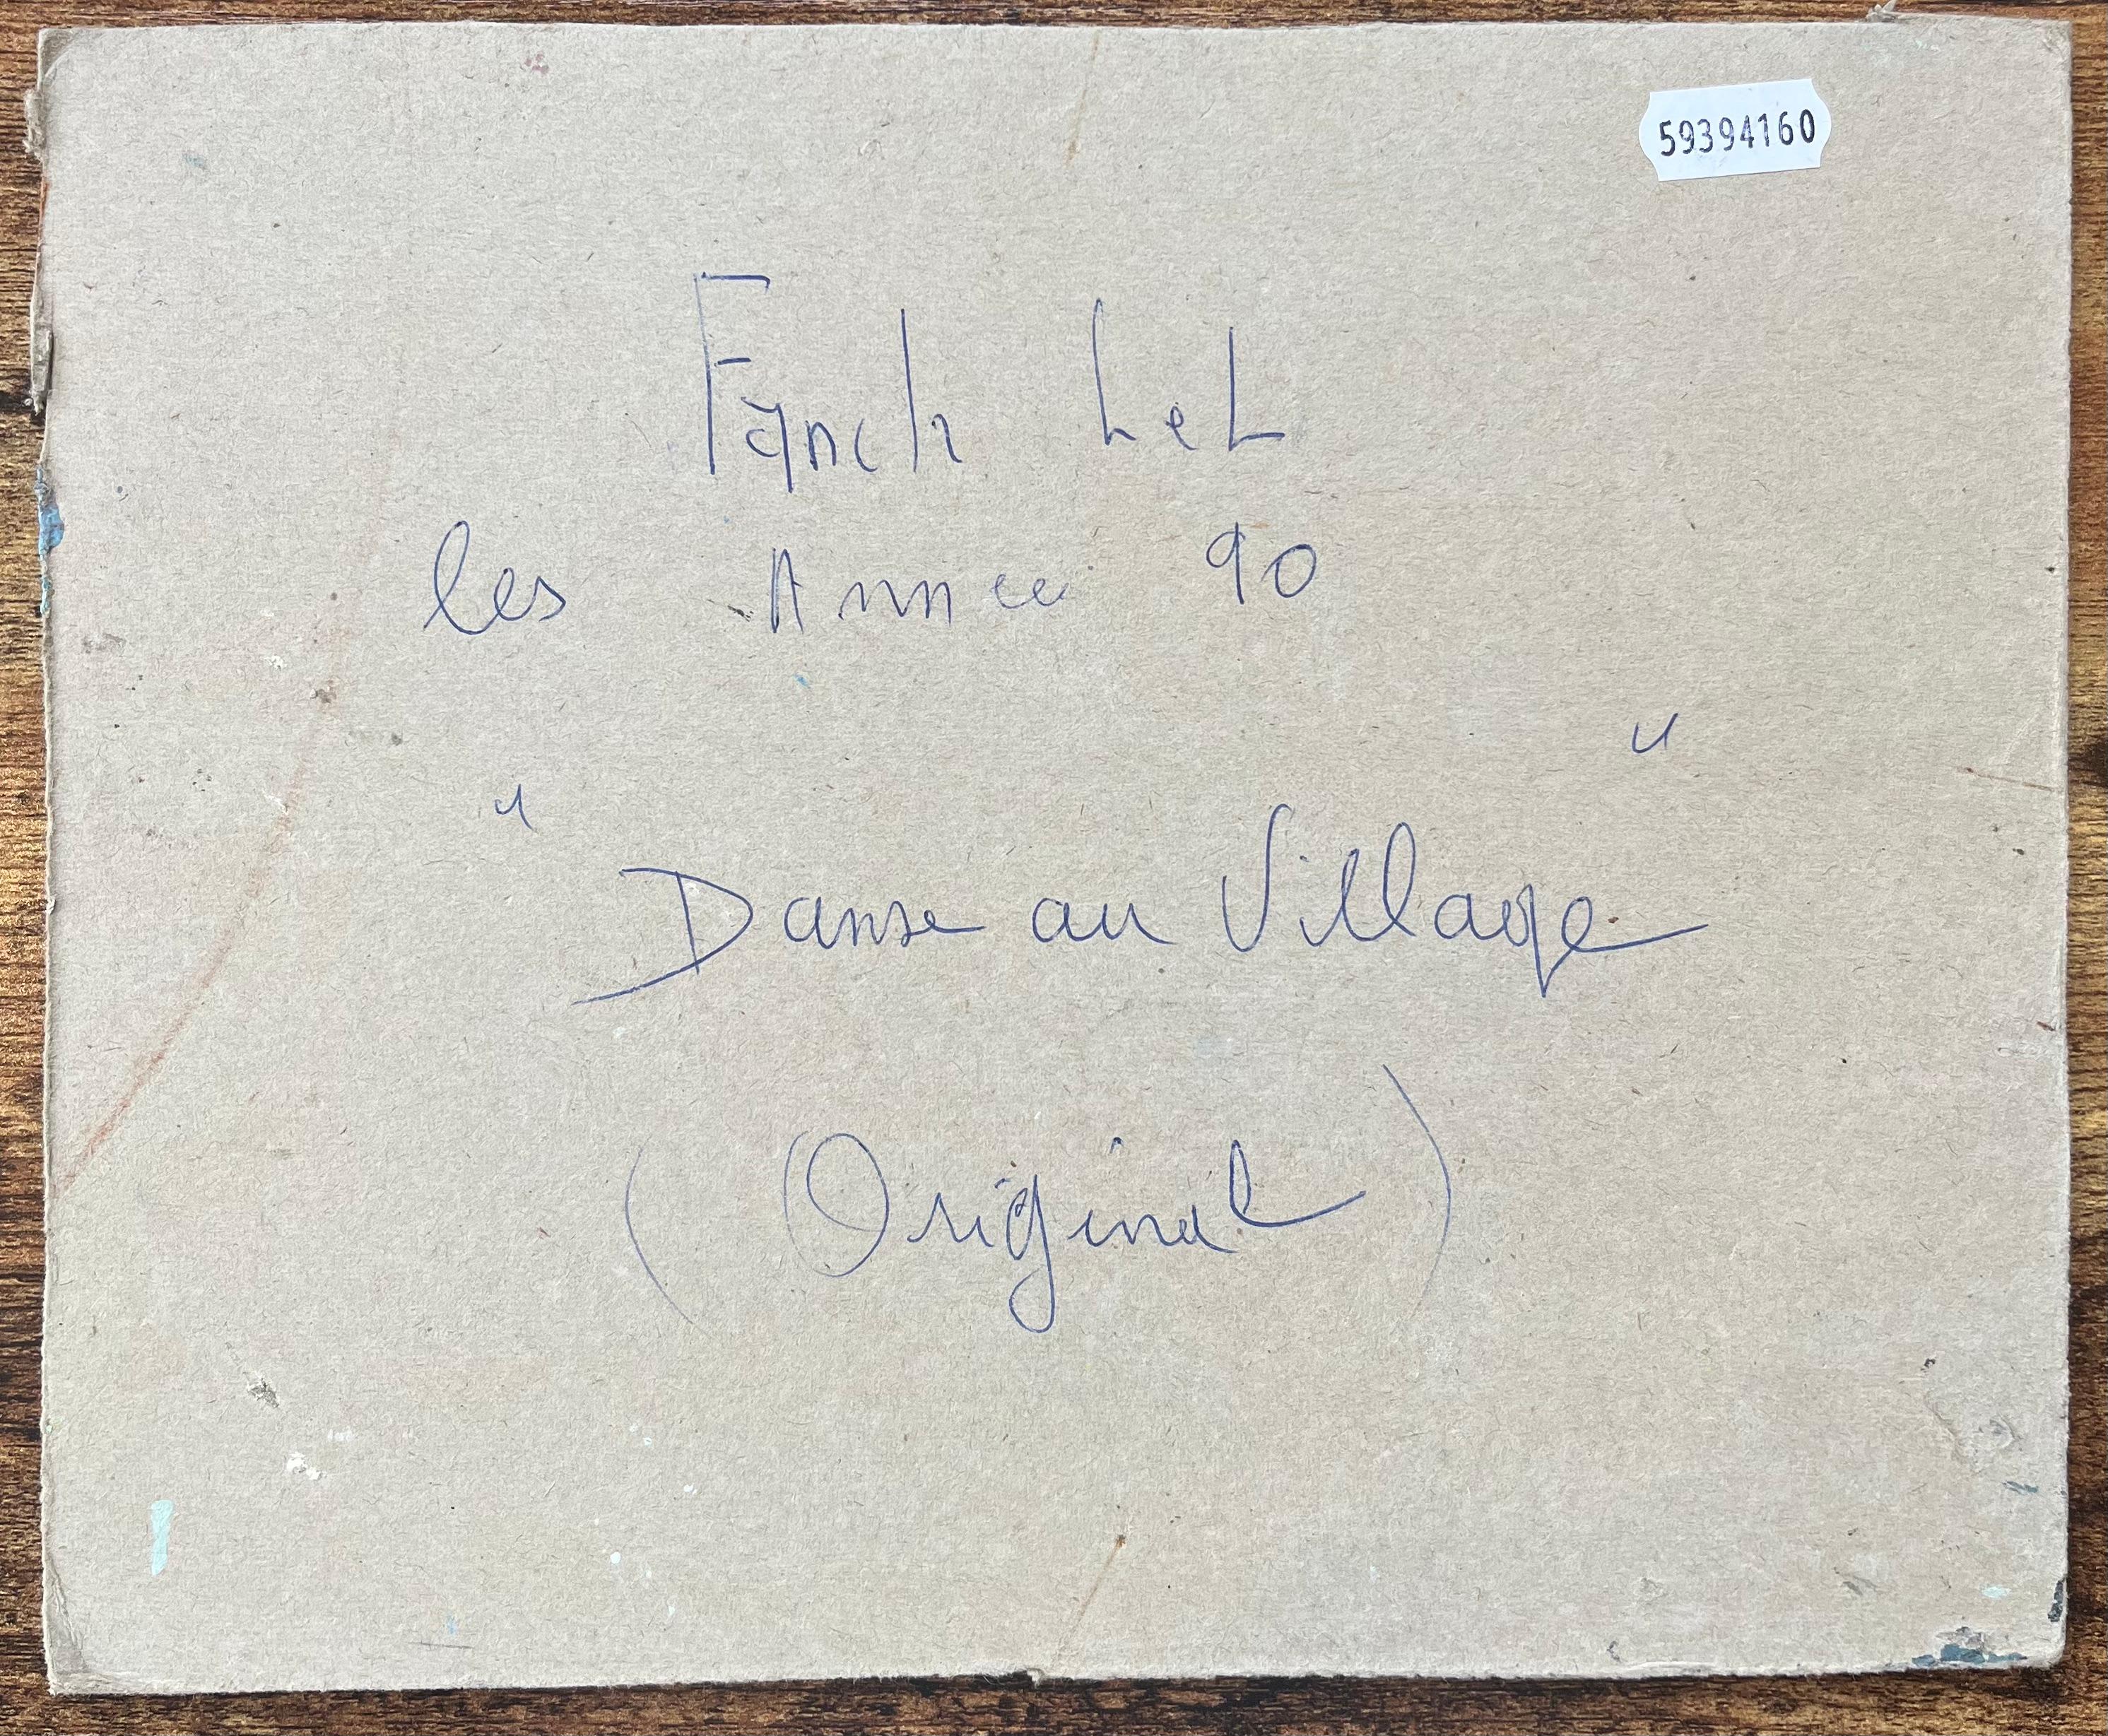 59394160
Fanch Lel
les Annee 90
" Danse au Village "
(Original)